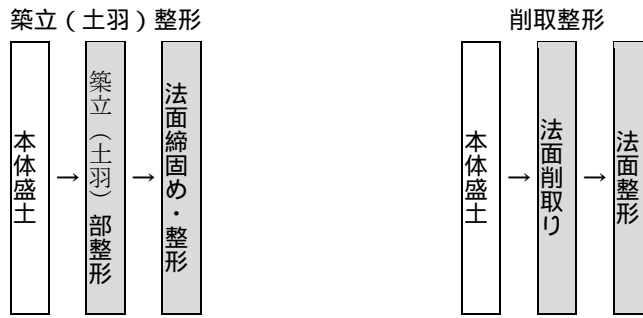 築立（土羽）整形
本体盛土
→
築立（土羽）部整形
→
法面締固め・整形
削取整形
本体盛土
→
法面削取り
→
法面整形